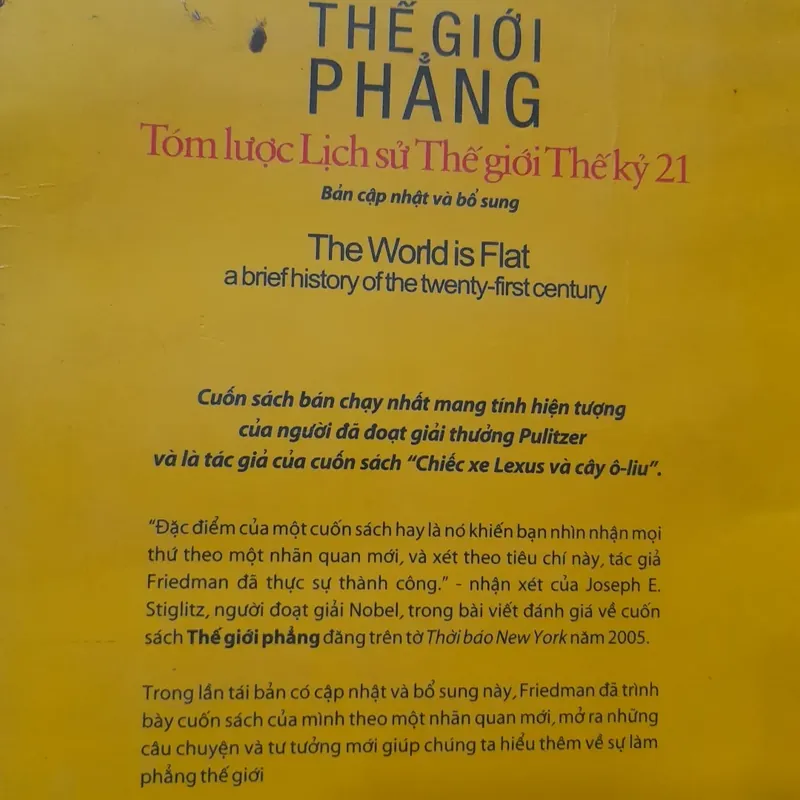 THẾ GIỚI
PHẲNG
Tóm lược Lịch sử Thế giới Thế kỷ 21
Bản cập nhật và bổ sung
The World is Flat
a brief history of the twenty-first century
Cuốn sách bán chạy nhất mang tính hiện tượng
của người đã đoạt giải thưởng Pulitzer
và là tác giả của cuốn sách “Chiếc xe Lexus và cây ô-liu”.
“Đặc điểm của một cuốn sách hay là nó khiến bạn nhìn nhận mọi
thứ theo một nhãn quan mới, và xét theo tiêu chí này, tác giả
Friedman đã thực sự thành công.” - nhận xét của Joseph E.
Stiglitz, người đoạt giải Nobel, trong bài viết đánh giá về cuốn
sách Thế giới phẳng đăng trên tờ Thời báo New York năm 2005.
Trong lần tái bản có cập nhật và bổ sung này, Friedman đã trình
bày cuốn sách của mình theo một nhãn quan mới, mở ra những
câu chuyện và tư tưởng mới giúp chúng ta hiểu thêm về sự làm
phẳng thế giới